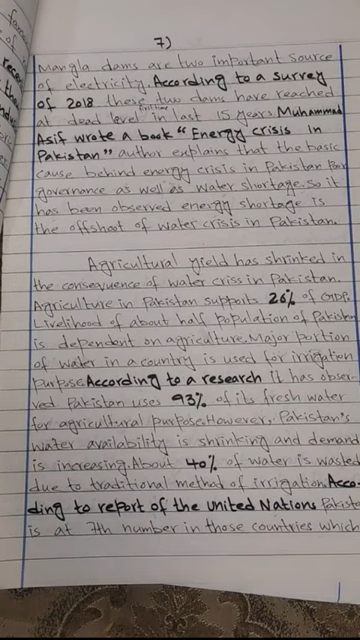 7)
Mangla dams are two important source
of electricity. According to a survey
of 2018 these two dams have reached
at dead level in last 15 years Muhammad
Asif wrote a book "Energy crisis in
Pakistan" author explains that the basic
cause behind energy crisis in Pakistan Poor
governance as well as water shortage. So it
has been observed energy shortage is
the offshoot of water crisis in Pakistan.
Agricultural yield has shrinked in
the consequence of water criss in Pakistan.
Agriculture in Pakistan supports 26% of GDP.
Livelihood of about half population of Pakistan
is dependent on agriculture. Major portion
of water in a country is used for irrigation
purpose According to a research it has obser-
ved Pakistan uses 93% of its fresh water
for agricultural purpose. However, Pakistan's
water availability is shrinking and demand
is increasing. About 40% of water is wasted
due to traditional method of irrigation. Acco-
ding to report of the united Nations Pakista
is at 7th number in those countries which